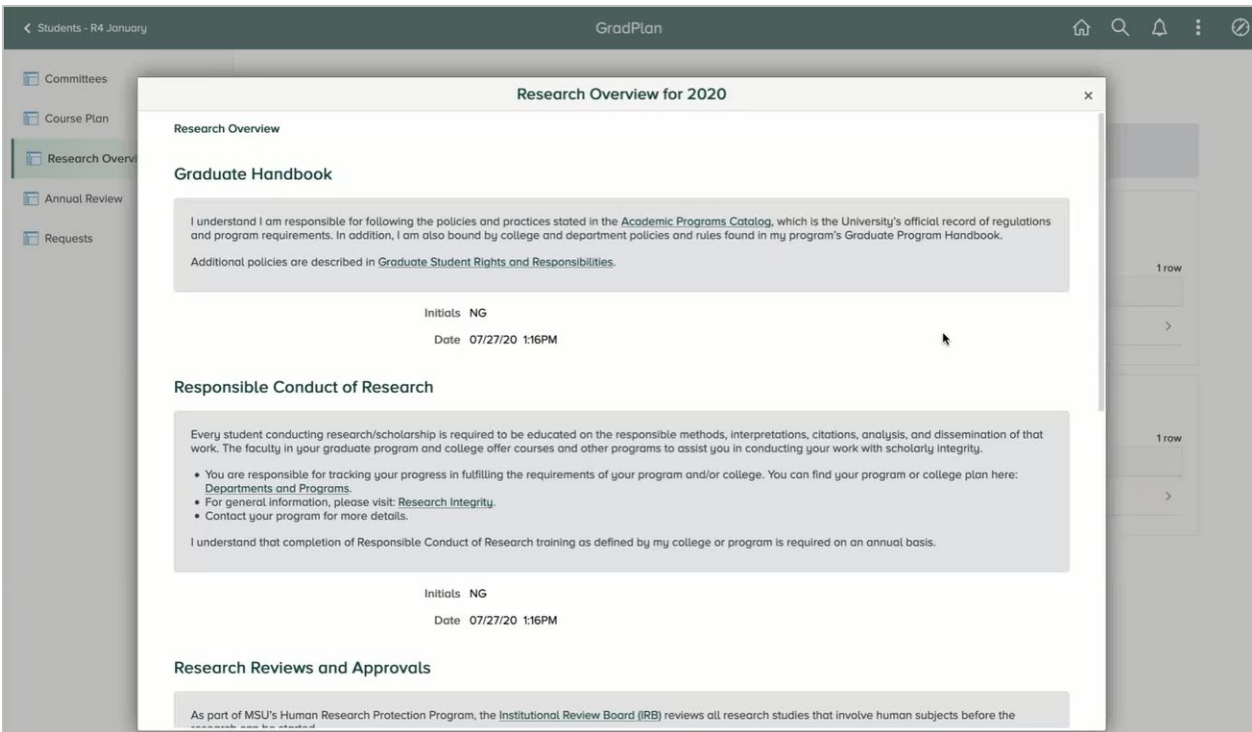 Students - R4 January
GradPlan
Committees
Course Plan
Research Overvi
Annual Review
Requests
Research Overview for 2020
×
Research Overview
Graduate Handbook
I understand I am responsible for following the policies and practices stated in the Academic Programs Catalog, which is the University's official record of regulations
and program requirements. In addition, I am also bound by college and department policies and rules found in my program's Graduate Program Handbook.
Additional policies are described in Graduate Student Rights and Responsibilities.
Initials NG
Date 07/27/20 1:16PM
Responsible Conduct of Research
Every student conducting research/scholarship is required to be educated on the responsible methods, interpretations, citations, analysis, and dissemination of that
work. The faculty in your graduate program and college offer courses and other programs to assist you in conducting your work with scholarly integrity.
• You are responsible for tracking your progress in fulfilling the requirements of your program and/or college. You can find your program or college plan here:
Departments and Programs.
• For general information, please visit: Research Integrity.
• Contact your program for more details.
I understand that completion of Responsible Conduct of Research training as defined by my college or program is required on an annual basis.
Initials NG
Date 07/27/20 1:16PM
Research Reviews and Approvals
As part of MSU's Human Research Protection Program, the Institutional Review Board (IRB) reviews all research studies that involve human subjects before the
1 row
1 row